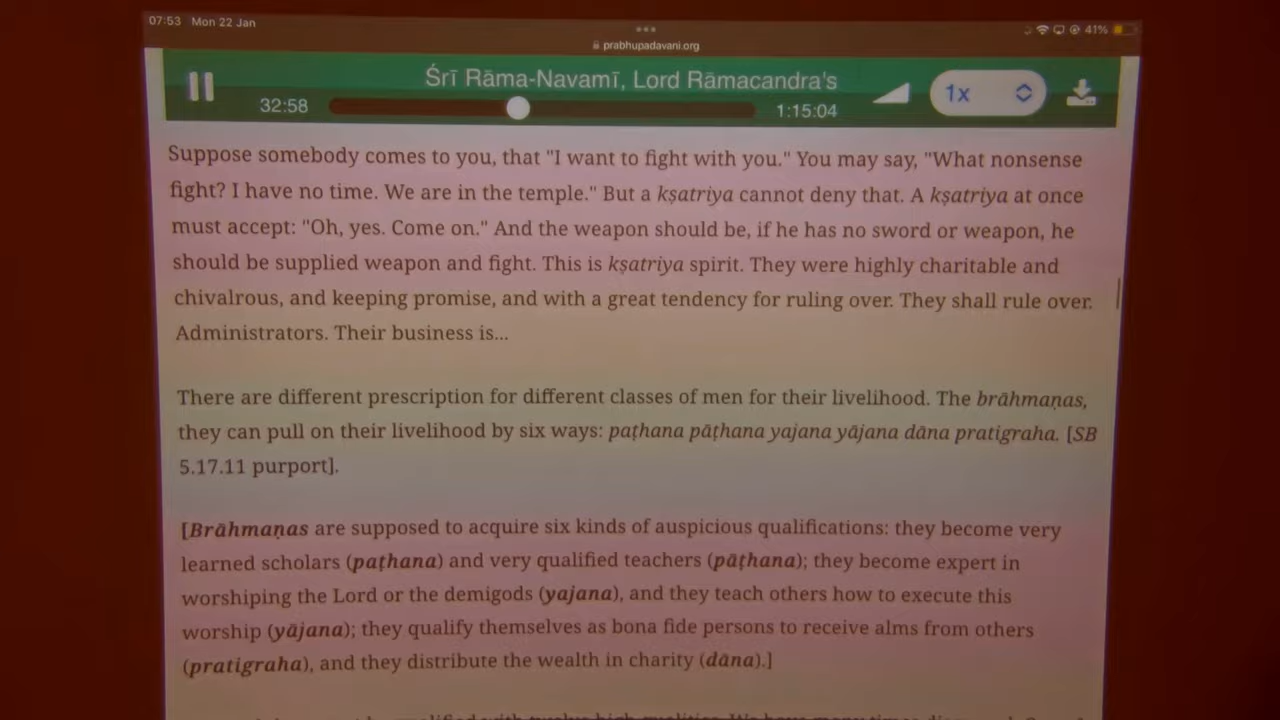 07:53 Mon 22 Jan
41%
prabhupadavani.org
Śrī Rāma-Navamī, Lord Rāmacandra's
32:58
1:15:04
1x
Suppose somebody comes to you, that "I want to fight with you." You may say, "What nonsense
fight? I have no time. We are in the temple." But a kṣatriya cannot deny that. A kṣatriya at once
must accept: "Oh, yes. Come on." And the weapon should be, if he has no sword or weapon, he
should be supplied weapon and fight. This is kṣatriya spirit. They were highly charitable and
chivalrous, and keeping promise, and with a great tendency for ruling over. They shall rule over.
Administrators. Their business is...
There are different prescription for different classes of men for their livelihood. The brāhmaṇas,
they can pull on their livelihood by six ways: paṭhana pāṭhana yajana yājana dāna pratigraha. [SB
5.17.11 purport].
[Brāhmaṇas are supposed to acquire six kinds of auspicious qualifications: they become very
learned scholars (paṭhana) and very qualified teachers (pāṭhana); they become expert in
worshiping the Lord or the demigods (yajana), and they teach others how to execute this
worship (yājana); they qualify themselves as bona fide persons to receive alms from others
(pratigraha), and they distribute the wealth in charity (dāna).]